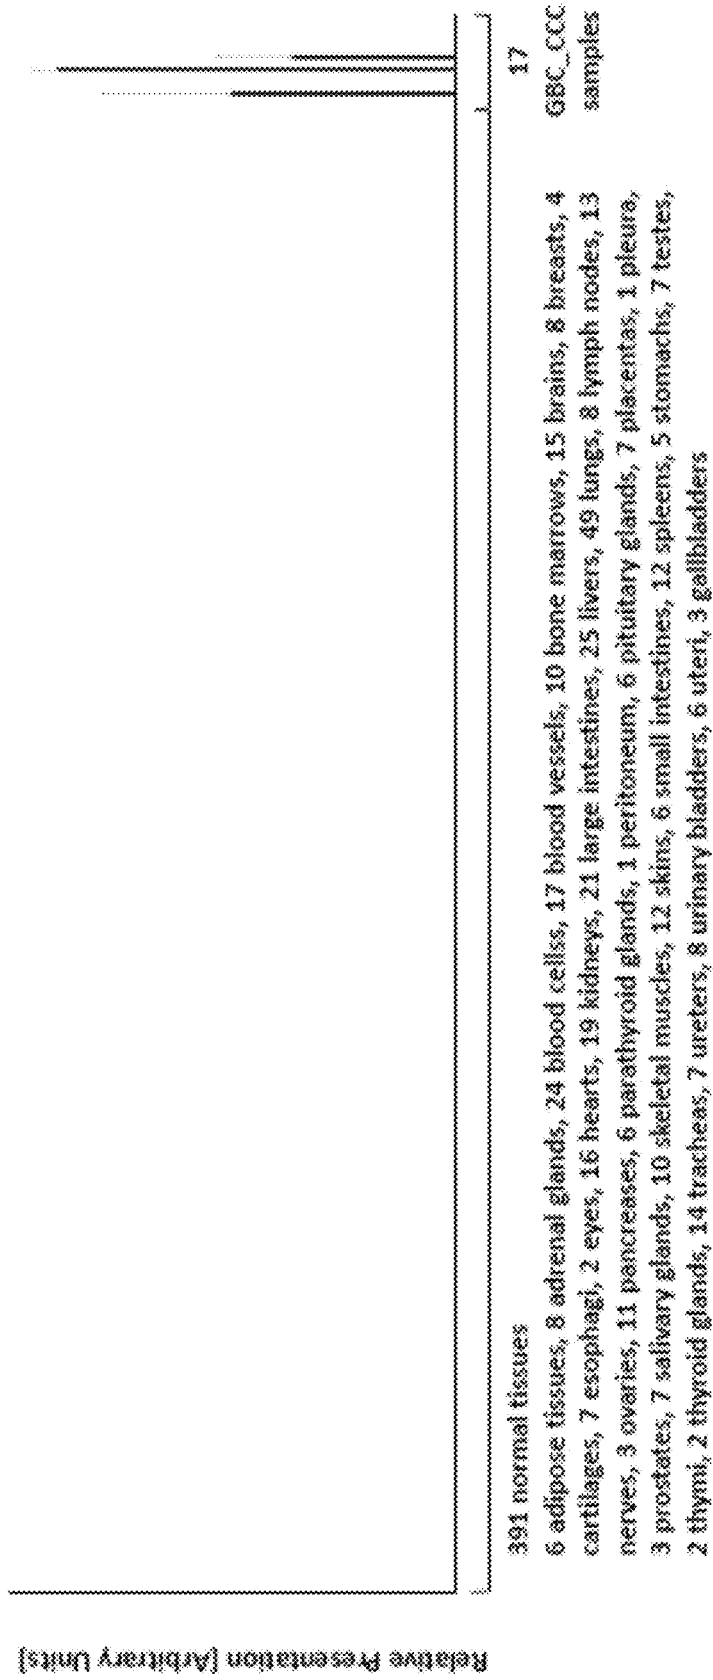 Relative Presentation [Arbitrary Units]
391 normal tissues
6 adipose tissues, 8 adrenal glands, 24 blood cellss, 17 blood vessels, 10 bone marrows, 15 brains, 8 breasts, 4
cartilages, 7 esophagi, 2 eyes, 16 hearts, 19 kidneys, 21 large intestines, 25 livers, 49 lungs, 8 lymph nodes, 13
nerves, 3 ovaries, 11 pancreases, 6 parathyroid glands, 1 peritoneum, 6 pituitary glands, 7 placentas, 1 pleura,
3 prostates, 7 salivary glands, 10 skeletal muscles, 12 skins, 6 small intestines, 12 spleens, 5 stomachs, 7 testes,
2 thymi, 2 thyroid glands, 14 tracheas, 7 ureters, 8 urinary bladders, 6 uteri, 3 gallbladders
17
GBC_CCC
samples